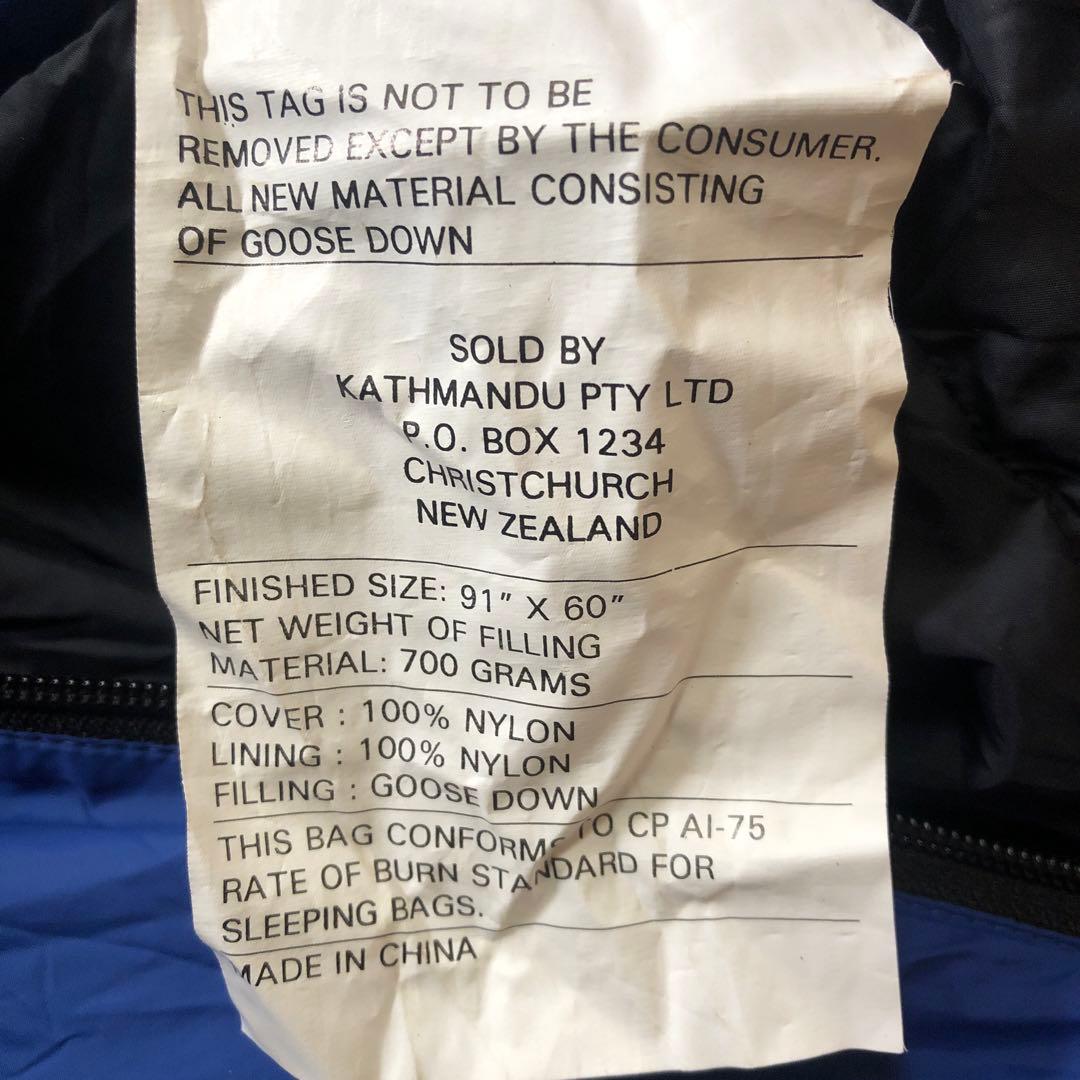 THIS TAG IS NOT TO BE
REMOVED EXCEPT BY THE CONSUMER.
ALL NEW MATERIAL CONSISTING
OF GOOSE DOWN
SOLD BY
KATHMANDU PTY LTD
P.O. BOX 1234
CHRISTCHURCH
NEW ZEALAND
FINISHED SIZE: 91" X 60"
NET WEIGHT OF FILLING
MATERIAL: 700 GRAMS
COVER : 100% NYLON
LINING : 100% NYLON
FILLING : GOOSE DOWN
THIS BAG CONFORMS TO CP AI-75
RATE OF BURN STANDARD FOR
SLEEPING BAGS.
MADE IN CHINA